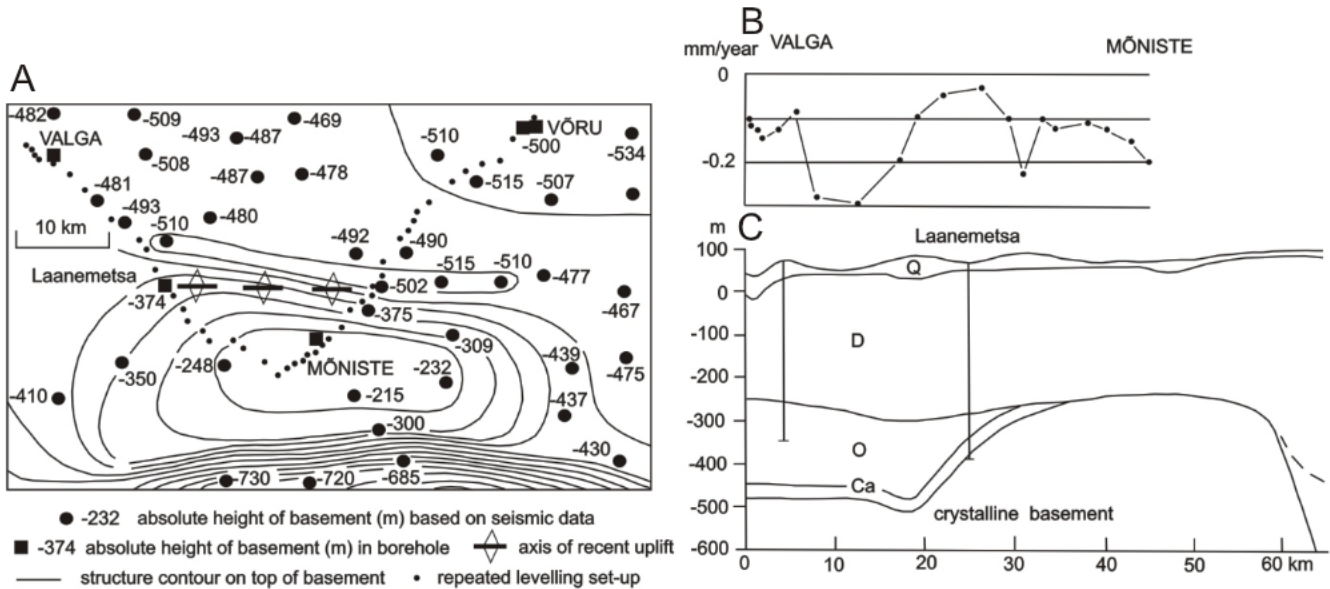 A
-482
-509
-493
-487
-469
VALGA
-508
-487
-478
-510
VÕRU
-500
-534
-515
-507
-481
-493
-480
10 km
-510
-492
-490
-515
-510
-477
Laanemetsa
-374
-502
-375
-467
-309
-439
-475
-350
-248
MÕNISTE
-232
-410
-215
-437
-300
-430
-730
-720
-685
-232 absolute height of basement (m) based on seismic data
-374 absolute height of basement (m) in borehole
axis of recent uplift
structure contour on top of basement
repeated levelling set-up
B
mm/year
VALGA
MÕNISTE
0
-0.1
-0.2
C
m
Laanemetsa
100
0
-100
-200
-300
-400
-500
-600
Q
D
O
Ca
crystalline basement
0
10
20
30
40
50
60 km